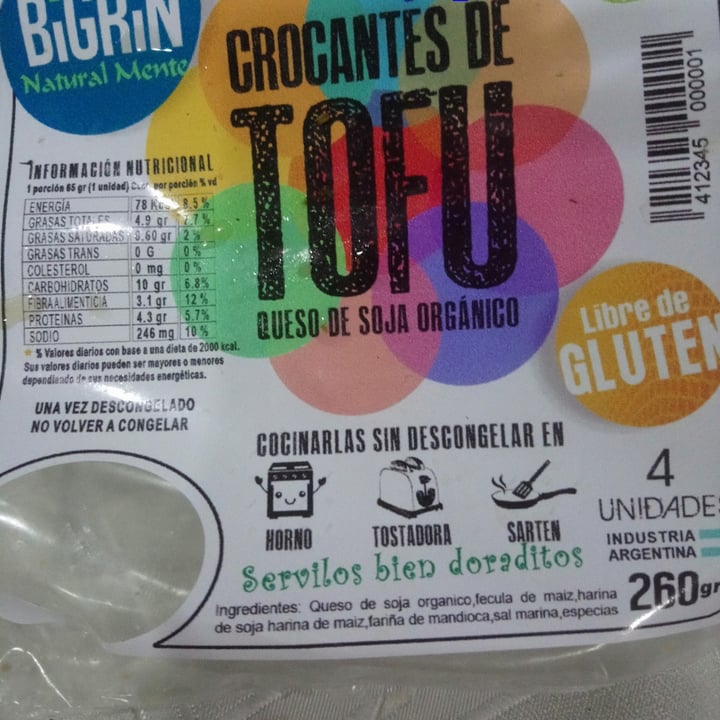 BIGRIN
Natural Mente
CROCANTES DE
TOFU
QUESO DE SOJA ORGÁNICO
412345 000001
INFORMACIÓN NUTRICIONAL
1 porción 65 gr (1 unidad) por porción % vd
ENERGÍA 78 8.5 %
GRASAS TOTALES 4.9 gr 7.7 %
GRASAS SATURADAS 0.60 gr 2 %
GRASAS TRANS 0 G 0 %
COLESTEROL 0 mg 0 %
CARBOHIDRATOS 10 gr 6.8%
FIBRA ALIMENTICIA 3.1 gr 12 %
PROTEINAS 4.3 gr 5.7%
SODIO 246 mg 10 %
% Valores diarios con base a una dieta de 2000 kcal.
Sus valores diarios pueden ser mayores o menores
dependiendo de sus necesidades energéticas.
UNA VEZ DESCONGELADO
NO VOLVER A CONGELAR
Libre de
GLUTEN
COCINARLAS SIN DESCONGELAR EN
HORNO TOSTADORA SARTEN
Servilos bien doraditos
4
UNIDADES
INDUSTRIA
ARGENTINA
260gr
Ingredientes: Queso de soja organico,fecula de maiz,harina
de soja harina de maiz,fariña de mandioca,sal marina,especias